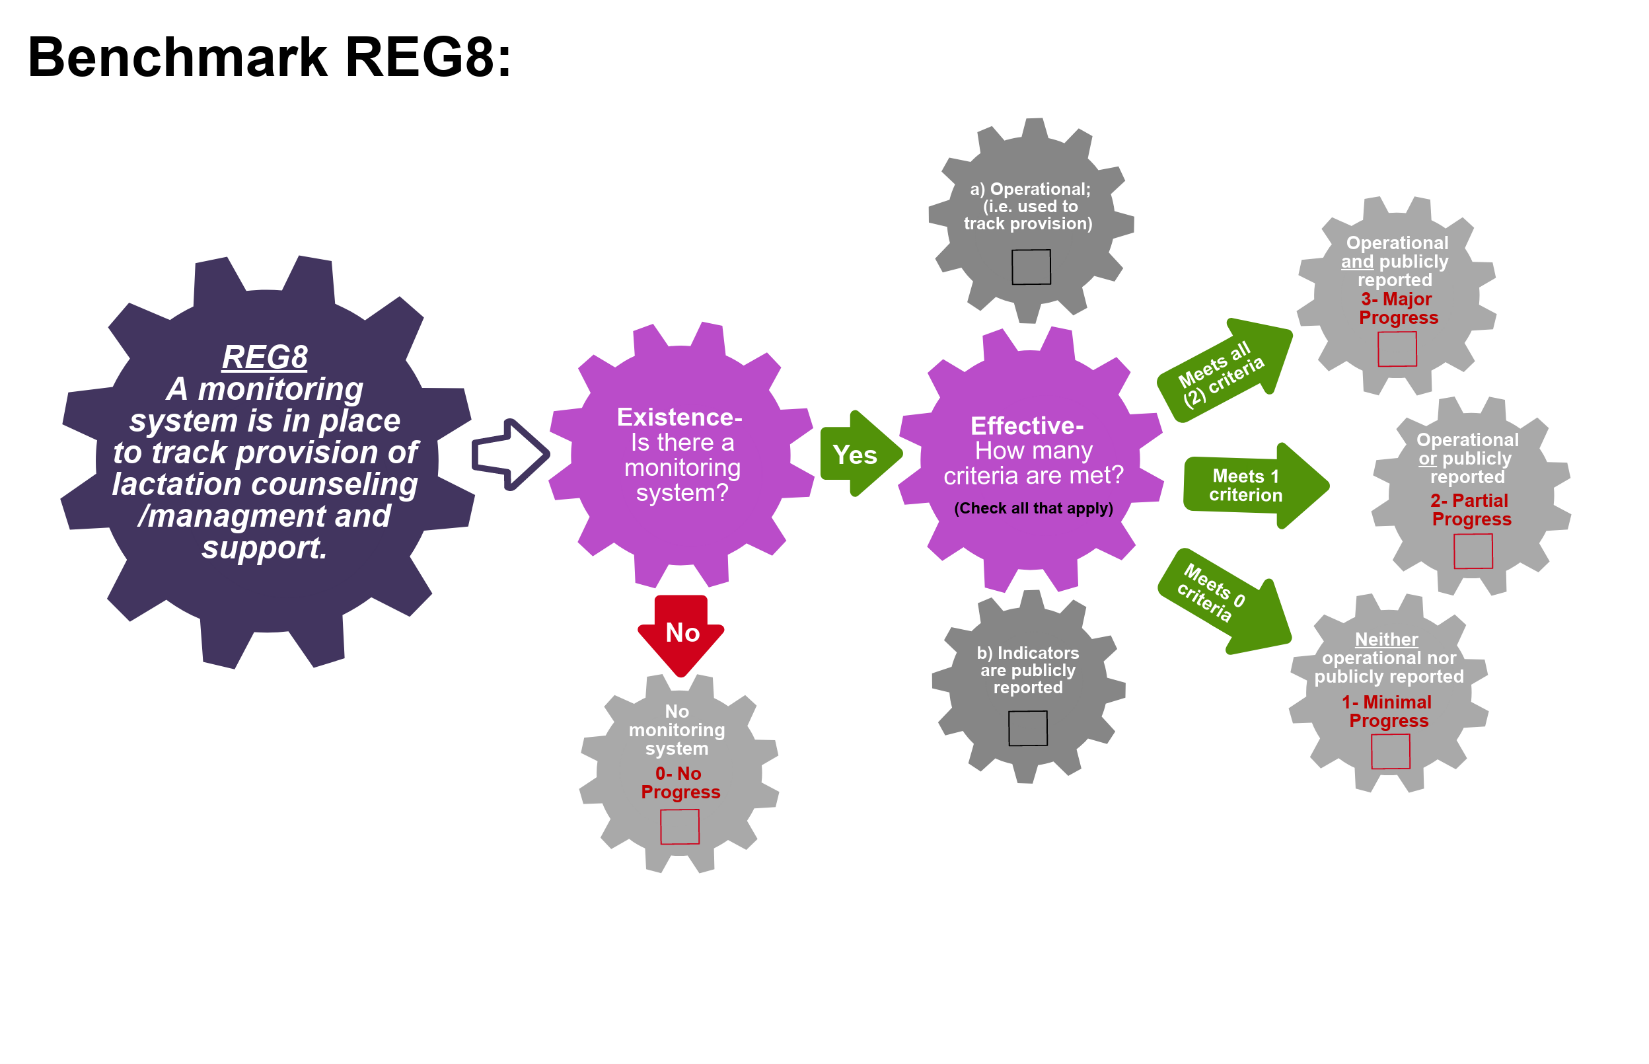 Benchmark REG8:
REG8
A monitoring
system is in place
to track provision of
lactation counseling
/managment and
support.
Existence-
Is there a
monitoring
system?
Yes
No
No
monitoring
system
0- No
Progress
a) Operational;
(i.e. used to
track provision)
Effective-
How many
criteria are met?
(Check all that apply)
b) Indicators
are publicly
reported
Meets all
(2) criteria
Operational
and publicly
reported
3- Major
Progress
Meets 1
criterion
Operational
or publicly
reported
2- Partial
Progress
Meets 0
criteria
Neither
operational nor
publicly reported
1- Minimal
Progress